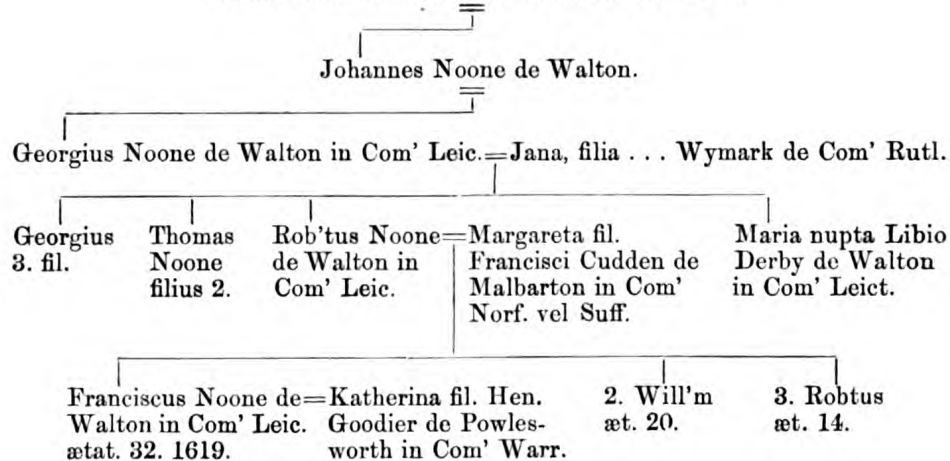 Johannes Noone de Walton.
Georgius Noone de Walton in Com' Leic.=Jana, filia . . . Wymark de Com' Rutl.
Georgius
3. fil.
Thomas
Noone
filius 2.
Rob'tus Noone=Margareta fil.
de Walton in
Com' Leic.
Francisci Cudden de
Malbarton in Com'
Norf. vel Suff.
Maria nupta Libio
Derby de Walton
in Com' Leict.
Franciscus Noone de=Katherina fil. Hen.
Walton in Com' Leic.
ætat. 32. 1619.
Goodier de Powles-
worth in Com' Warr.
2. Will'm
æt. 20.
3. Robtus
æt. 14.